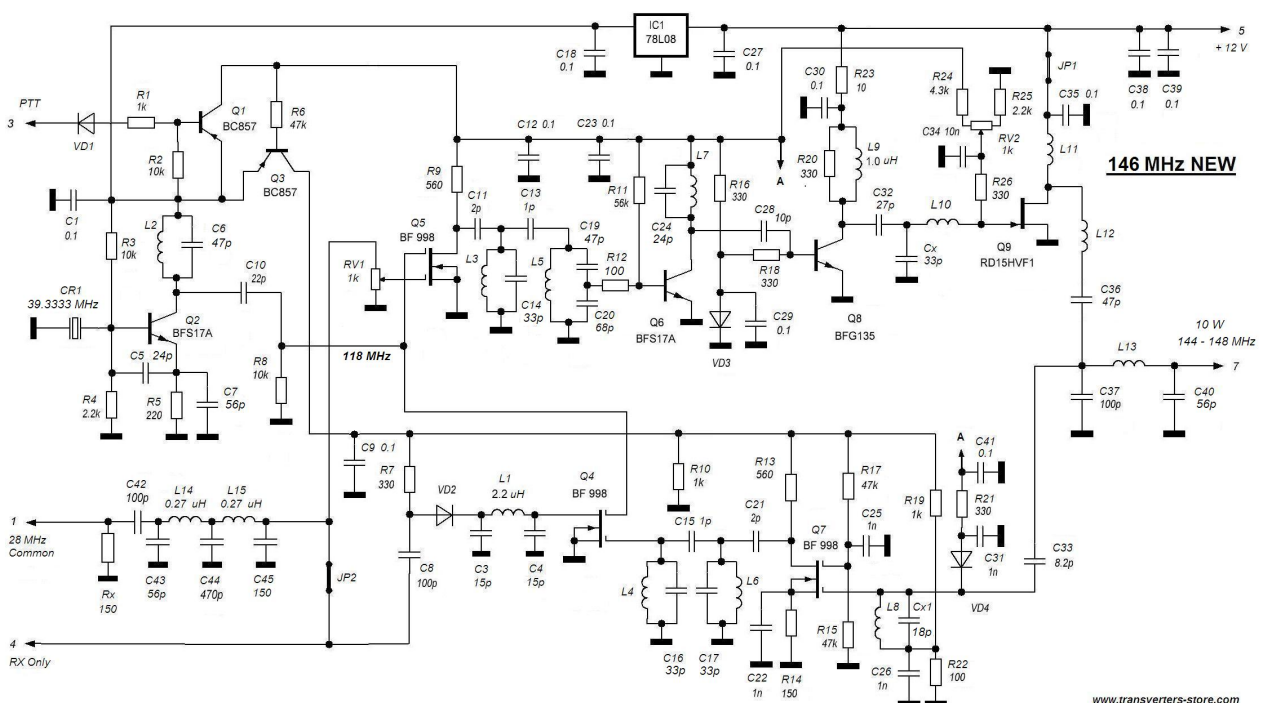 IC1
78L08
5
+ 12 V
C18
0.1
C27
0.1
R23
10
C30
0.1
R24
4.3k
R25
2.2k
JP1
C38
0.1
C39
0.1
C35 0.1
RV2
1k
C34 10n
L11
PTT
3
VD1
R1
1k
Q1
BC857
R6
47k
R2
10k
Q3
BC857
C12 0.1
C23 0.1
R9
560
C11
2p
C13
1p
R11
56k
L7
R16
330
A
R20
330
L9
1.0 uH
R26
330
146 MHz NEW
C1
0.1
L2
C6
47p
R3
10k
C10
22p
CR1
39.3333 MHz
Q2
BFS17A
Q5
BF 998
RV1
1k
L3
L5
C19
47p
C14
33p
C20
68p
R12
100
C24
24p
C28
10p
R18
330
C32
27p
L10
Cx
33p
Q9
RD15HVF1
L12
Q6
BFS17A
VD3
C29
0.1
Q8
BFG135
C36
47p
118 MHz
C5 24p
R4
2.2k
R5
220
C7
56p
R8
10k
10 W
144 - 148 MHz
L13
7
C37
100p
C40
56p
C9 0.1
R7
330
VD2
L1
2.2 uH
Q4
BF 998
R10
1k
R13
560
R17
47k
R19
1k
A
C41
0.1
R21
330
C42
100p
L14
0.27 uH
L15
0.27 uH
1
28 MHz
Common
Rx
150
C43
56p
C44
470p
C45
150
JP2
C8
100p
C3
15p
C4
15p
C15 1p
C21
2p
Q7
BF 998
C25
1n
C31
1n
VD4
C33
8.2p
L4
L6
C16
33p
C17
33p
C22
1n
R14
150
R15
47k
L8
Cx1
18p
C26
1n
R22
100
4
RX Only
www.transverters-store.com